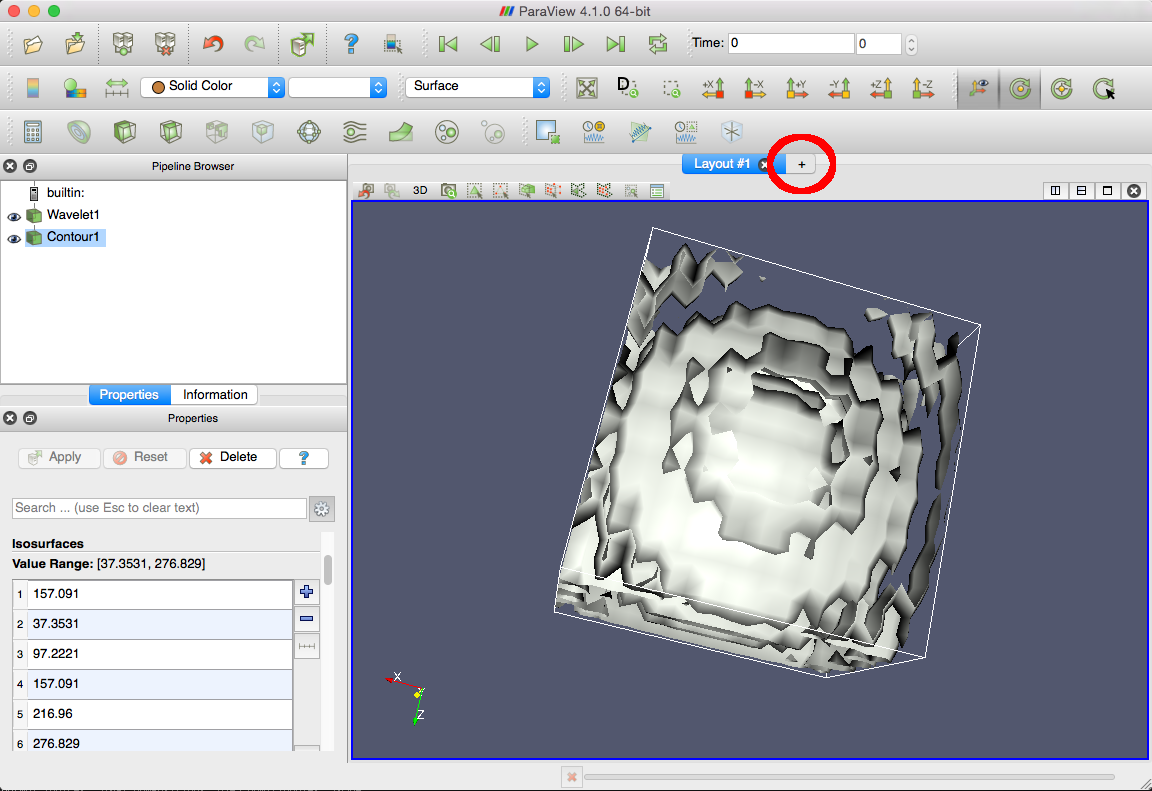 ParaView 4.1.0 64-bit
Time: 0 0
Solid Color Surface D +X -X +Y -Y +Z -Z
Pipeline Browser
Layout #1 +
3D
builtin:
Wavelet1
Contour1
Properties Information
Properties
Apply Reset Delete ?
Search ... (use Esc to clear text)
Isosurfaces
Value Range: [37.3531, 276.829]
1 157.091
2 37.3531
3 97.2221
4 157.091
5 216.96
6 276.829
X
Y
Z